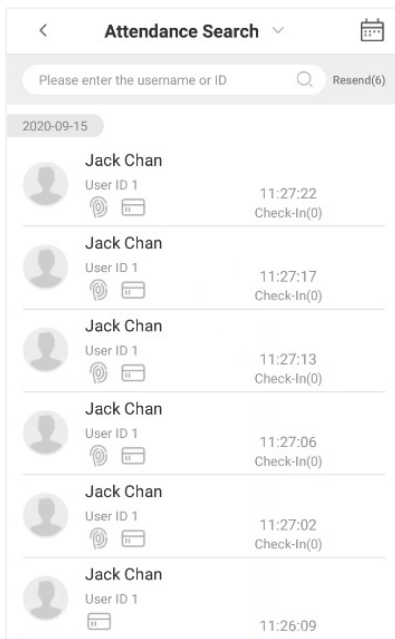 Attendance Search
Please enter the username or ID
Resend(6)
2020-09-15
Jack Chan
User ID 1
11:27:22
Check-In(0)
Jack Chan
User ID 1
11:27:17
Check-In(0)
Jack Chan
User ID 1
11:27:13
Check-In(0)
Jack Chan
User ID 1
11:27:06
Check-In(0)
Jack Chan
User ID 1
11:27:02
Check-In(0)
Jack Chan
User ID 1
11:26:09